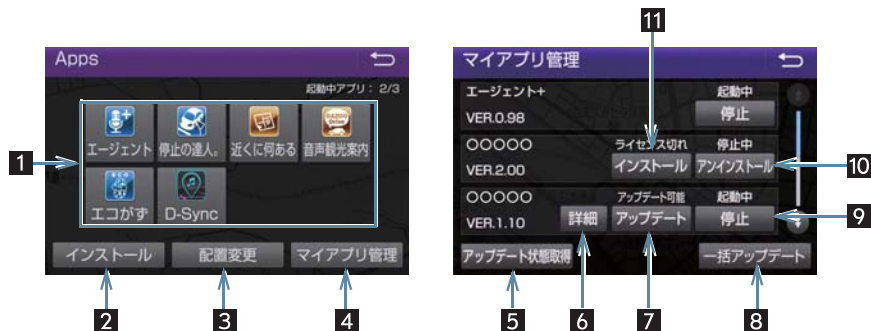 11
Apps
起動中アプリ： 2/3
エージェント
停止の達人。
近くに何ある
音声観光案内
エコがず
D-Sync
インストール
配置変更
マイアプリ管理
1
2
3
4
マイアプリ管理
エージェント+
起動中
VER.0.98
停止
○○○○○
ライセンス切れ
停止中
VER.2.00
インストール
アンインストール
○○○○○
アップデート可能
起動中
VER.1.10
詳細
アップデート
停止
アップデート状態取得
一括アップデート
10
9
5
6
7
8